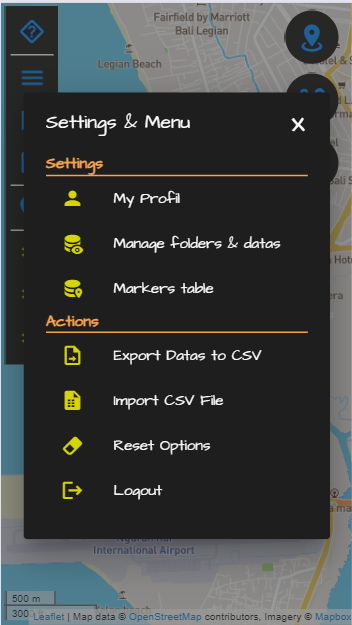 Fairfield by Marriott
Bali Legian
Legian Beach
Settings & Menu
X
Settings
My Profil
Manage folders & datas
Markers table
Actions
Export Datas to CSV
Import CSV File
Reset Options
Logout
International Airport
500 m
300
Leaflet | Map data © OpenStreetMap contributors, Imagery © Mapbox